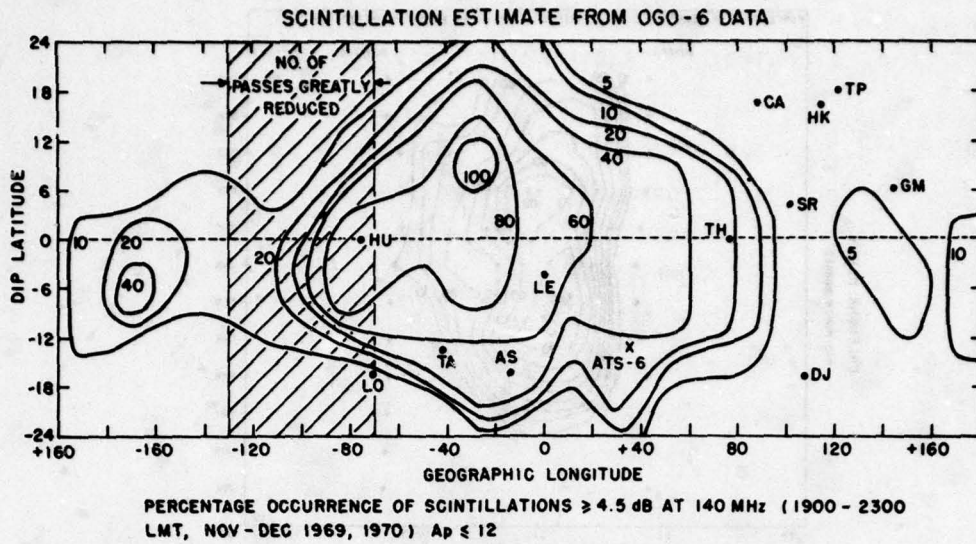 SCINTILLATION ESTIMATE FROM OGO-6 DATA
24
18
12
6
0
-6
-12
-18
-24
DIP LATITUDE
NO. OF
PASSES GREATLY
REDUCED
5
10
20
40
CA
TP
HK
100
80
60
GM
SR
10
20
40
20
HU
TH
5
10
LE
TA
AS
ATS-6
x
LO
DJ
+160 -160 -120 -80 -40 0 +40 80 120 +160
GEOGRAPHIC LONGITUDE
PERCENTAGE OCCURRENCE OF SCINTILLATIONS ≥ 4.5 dB AT 140 MHz (1900 - 2300
LMT, NOV-DEC 1969, 1970) Ap ≤ 12